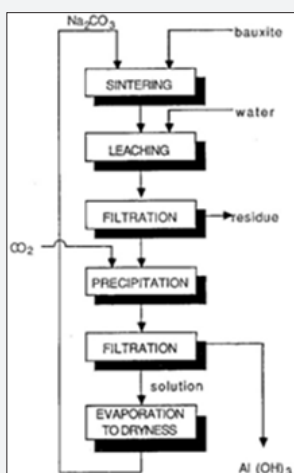 Na2CO3
bauxite
SINTERING
water
LEACHING
FILTRATION
residue
CO2
PRECIPITATION
FILTRATION
solution
EVAPORATION
TO DRYNESS
Al (OH)3